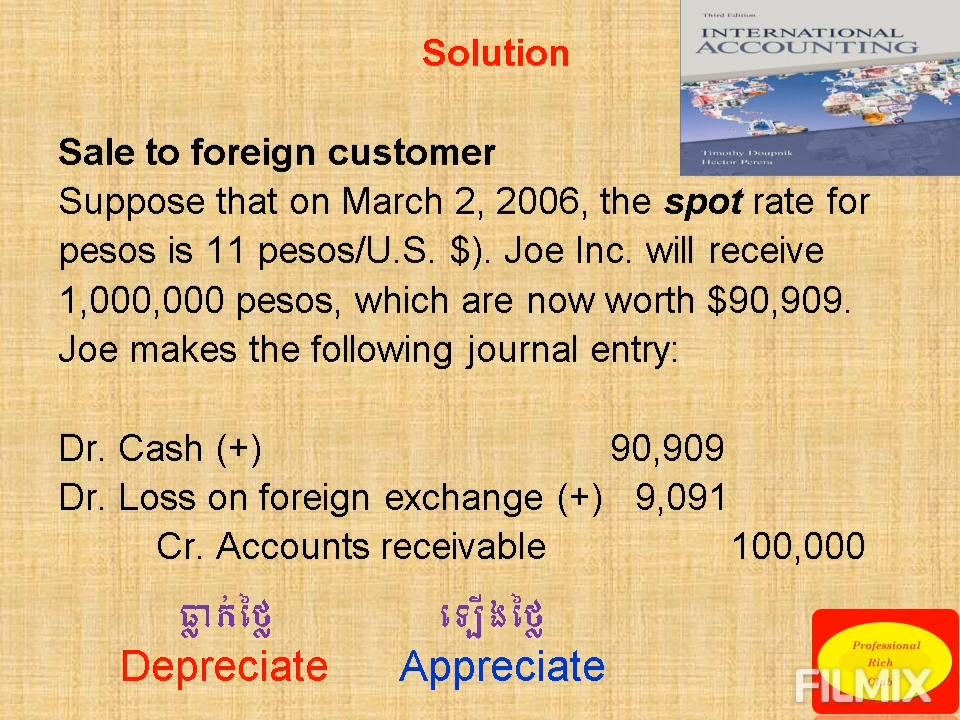 Solution
Third Edition
INTERNATIONAL
ACCOUNTING
Timothy Doupnik
Hector Perera
Sale to foreign customer
Suppose that on March 2, 2006, the spot rate for
pesos is 11 pesos/U.S. $). Joe Inc. will receive
1,000,000 pesos, which are now worth $90,909.
Joe makes the following journal entry:
Dr. Cash (+) 90,909
Dr. Loss on foreign exchange (+) 9,091
Cr. Accounts receivable 100,000
ធ្លាក់ថ្លៃ ឡើងថ្លៃ
Depreciate Appreciate
Professional
Rich
Club
FILMIX